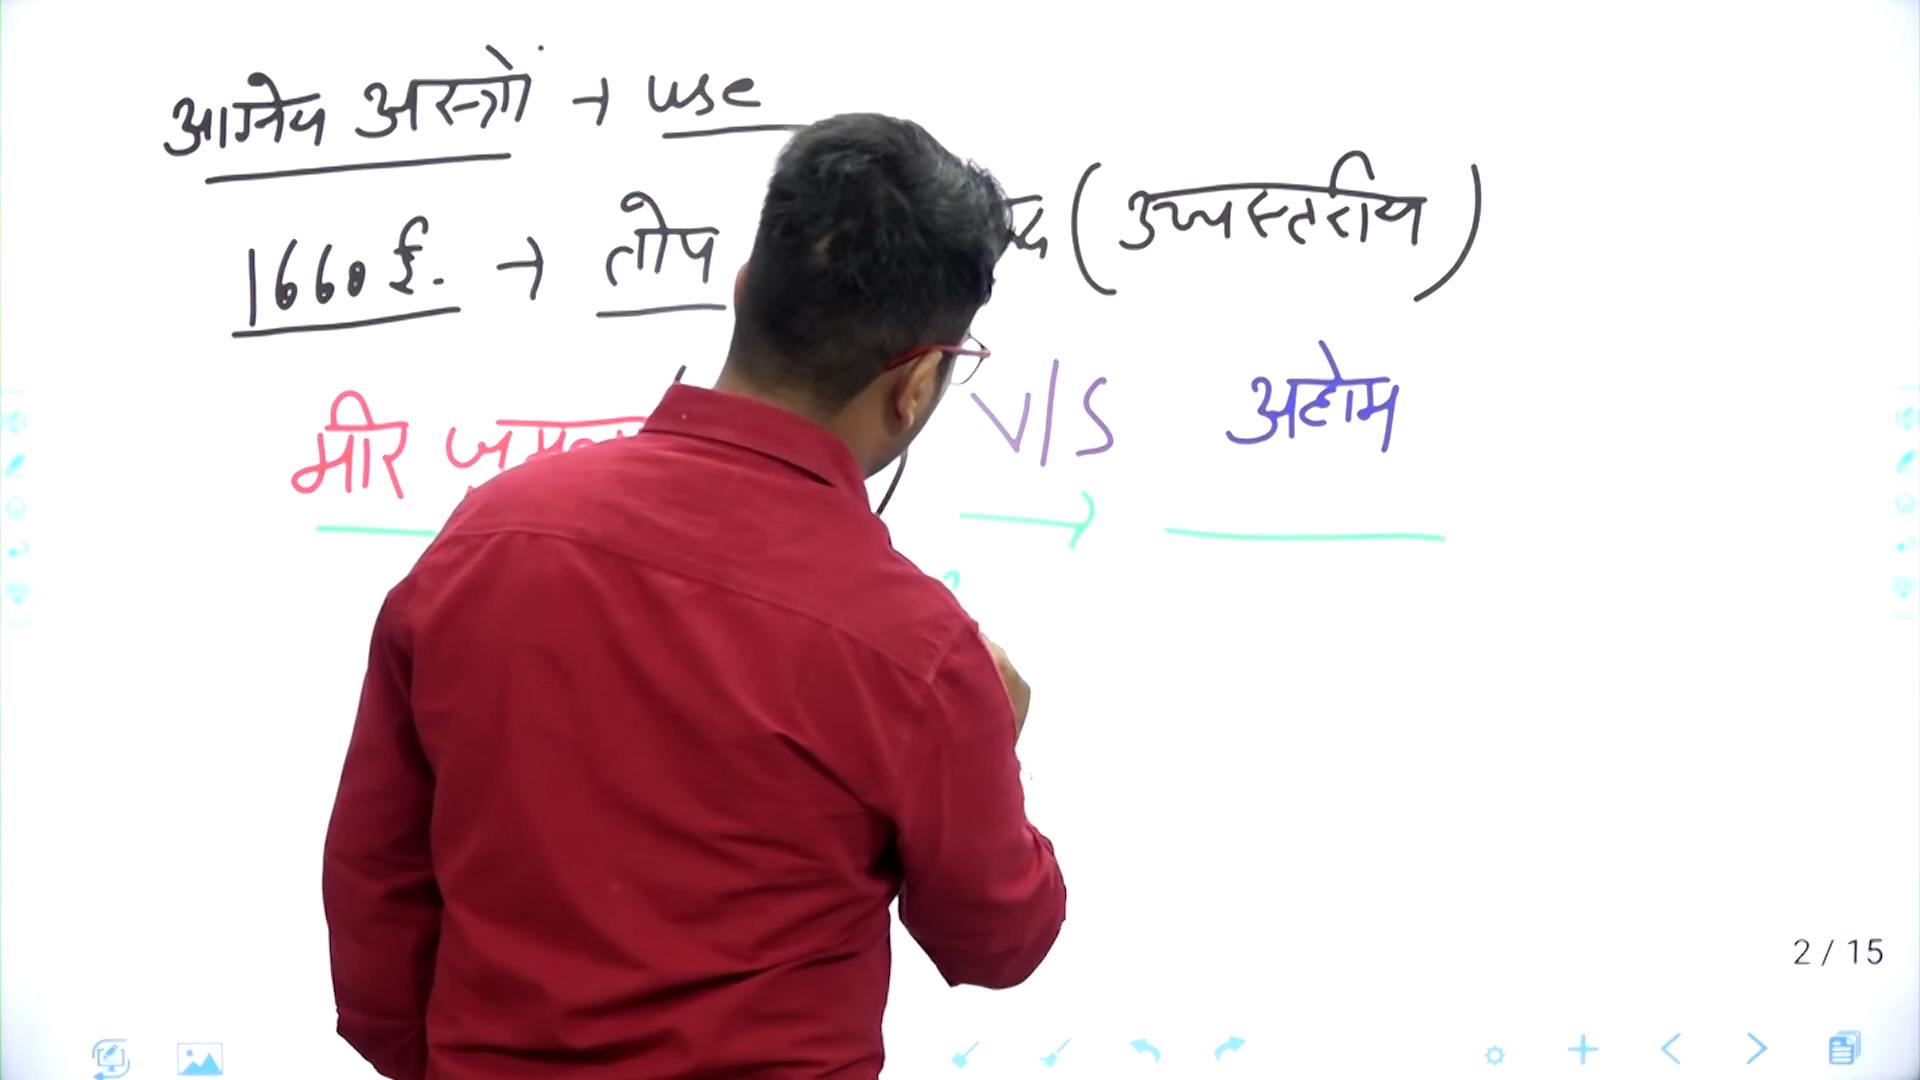 आग्नेय अस्त्रों → use
1660 ई. → तोप (उच्चस्तरीय)
मीर V/S अहोम
2 / 15